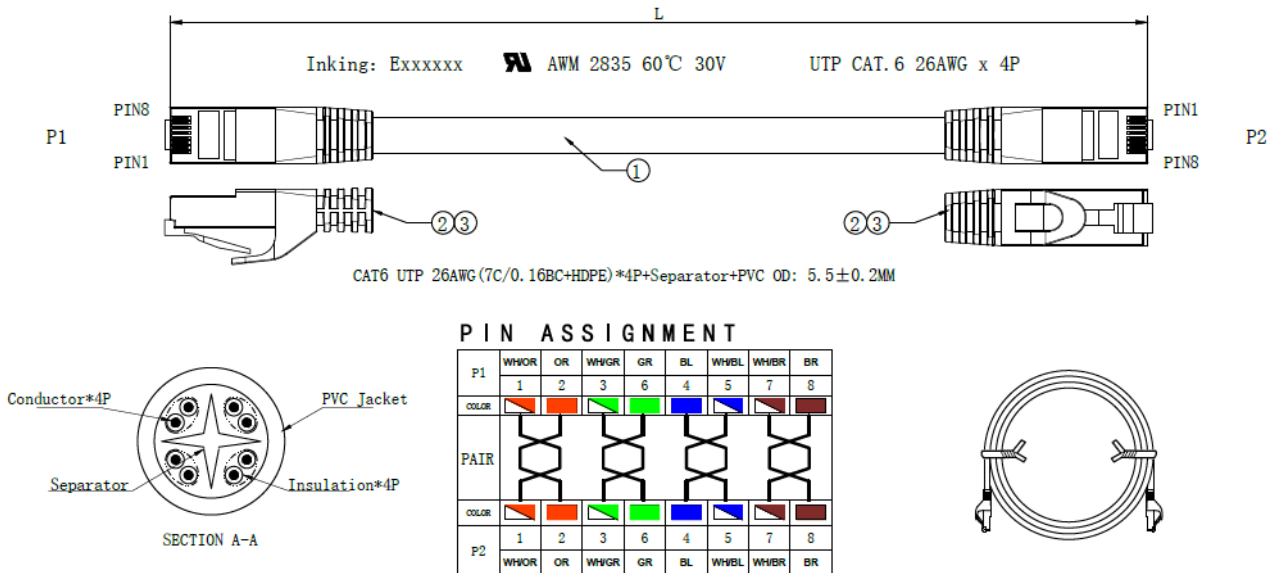 L
Inking: Exxxxxx RU AWM 2835 60℃ 30V UTP CAT.6 26AWG x 4P
PIN8 PIN1
P1 P2
PIN1 PIN8
①
②③ ②③
CAT6 UTP 26AWG(7C/0.16BC+HDPE)*4P+Separator+PVC OD: 5.5±0.2MM
PIN ASSIGNMENT
P1 WH/OR OR WH/GR GR BL WH/BL WH/BR BR
1 2 3 6 4 5 7 8
COLOR
PAIR
COLOR
P2 1 2 3 6 4 5 7 8
WH/OR OR WH/GR GR BL WH/BL WH/BR BR
Conductor*4P PVC Jacket
Separator Insulation*4P
SECTION A-A